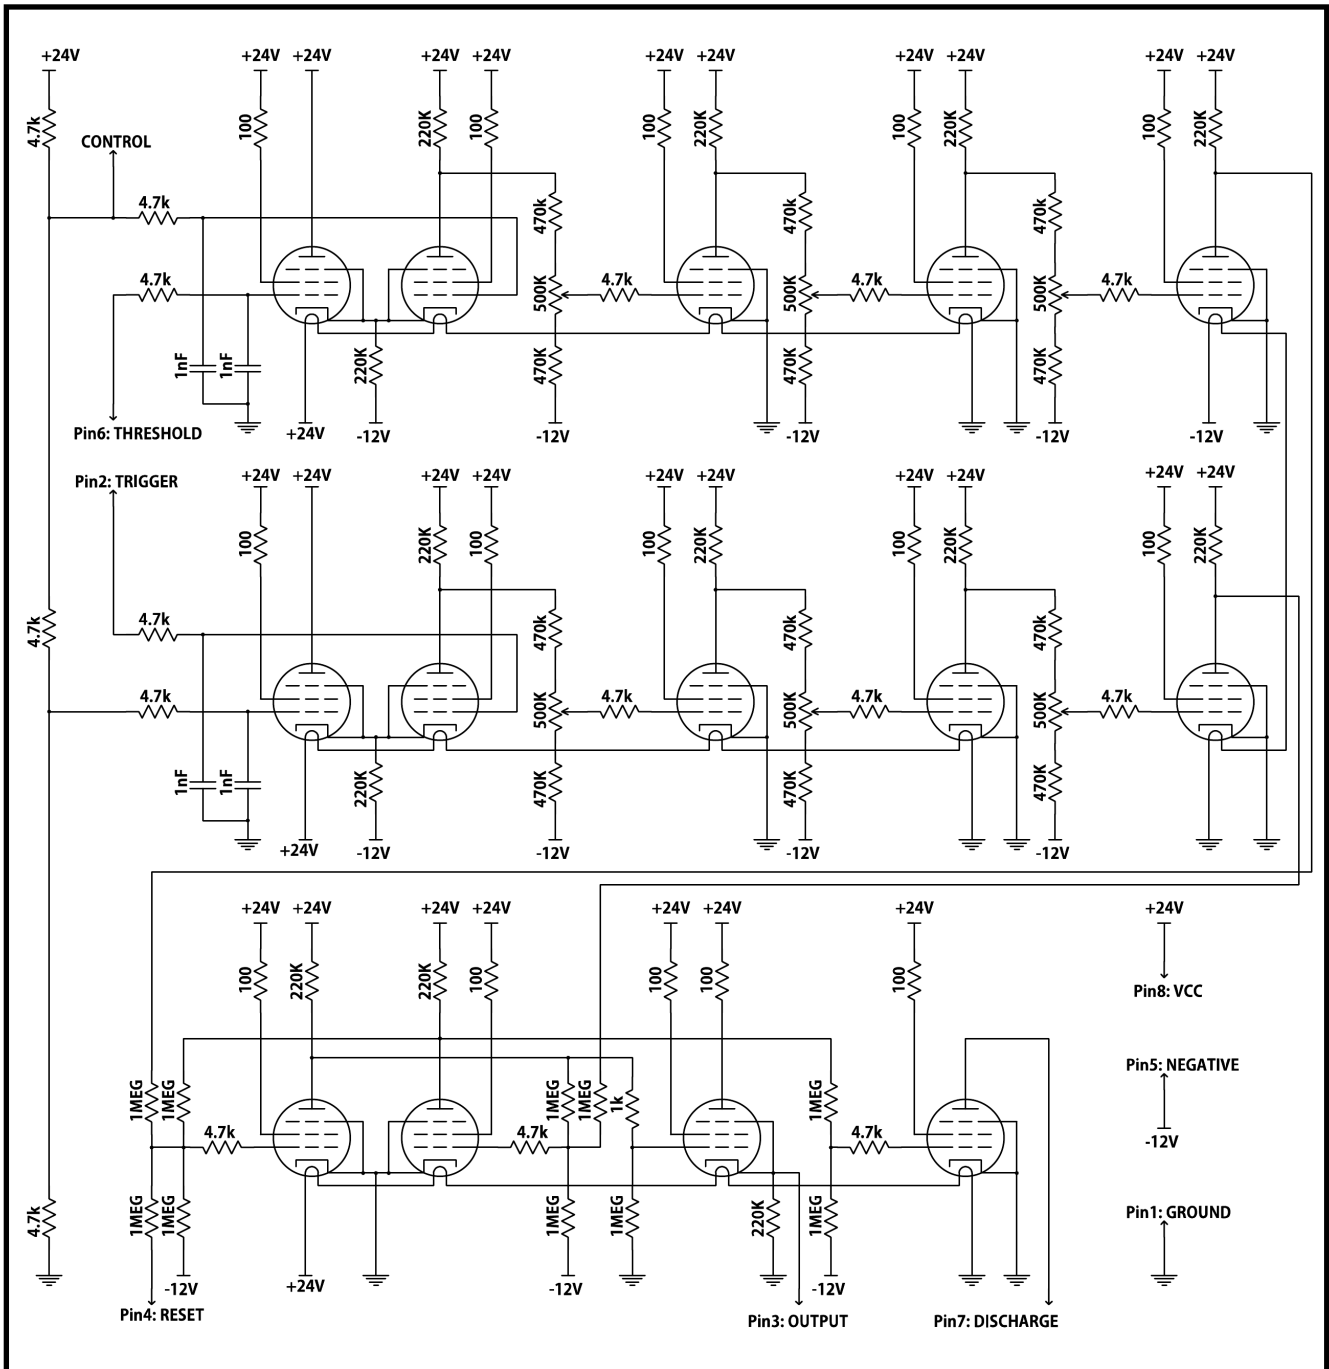 +24V +24V +24V +24V +24V +24V +24V +24V +24V +24V +24V
4.7k 100 220K 100 100 220K 100 220K 100 220K
CONTROL
4.7k 470k 470k 470k
4.7k 500K 4.7k 500K 4.7k 500K 4.7k
1nF 1nF 220K 470K 470K 470K
Pin6: THRESHOLD +24V -12V -12V -12V -12V -12V
Pin2: TRIGGER +24V +24V +24V +24V +24V +24V +24V +24V +24V +24V
100 220K 100 100 220K 100 220K 100 220K
4.7k 4.7k 470k 470k 470k
4.7k 500K 4.7k 500K 4.7k 500K 4.7k
1nF 1nF 220K 470K 470K 470K
+24V -12V -12V -12V -12V
+24V +24V +24V +24V +24V +24V +24V +24V
100 220K 220K 100 100 100 100
Pin8: VCC
Pin5: NEGATIVE
1MEG 1MEG 1MEG 1MEG 1k 1MEG
4.7k 4.7k 4.7k -12V
4.7k 1MEG 1MEG 1MEG 1MEG 220K 1MEG Pin1: GROUND
-12V +24V -12V -12V
Pin4: RESET Pin3: OUTPUT Pin7: DISCHARGE